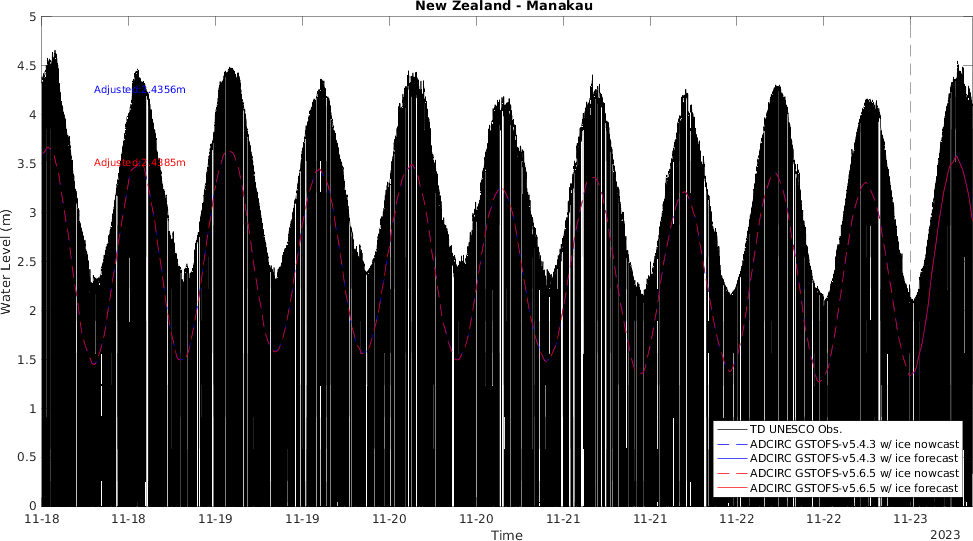 New Zealand - Manakau
5
4.5
4
3.5
3
2.5
2
1.5
1
0.5
0
Water Level (m)
Adjusted:2.4356m
Adjusted:2.4385m
TD UNESCO Obs.
ADCIRC GSTOFS-v5.4.3 w/ ice nowcast
ADCIRC GSTOFS-v5.4.3 w/ ice forecast
ADCIRC GSTOFS-v5.6.5 w/ ice nowcast
ADCIRC GSTOFS-v5.6.5 w/ ice forecast
11-18 11-18 11-19 11-19 11-20 11-20 11-21 11-21 11-22 11-22 11-23
Time
2023